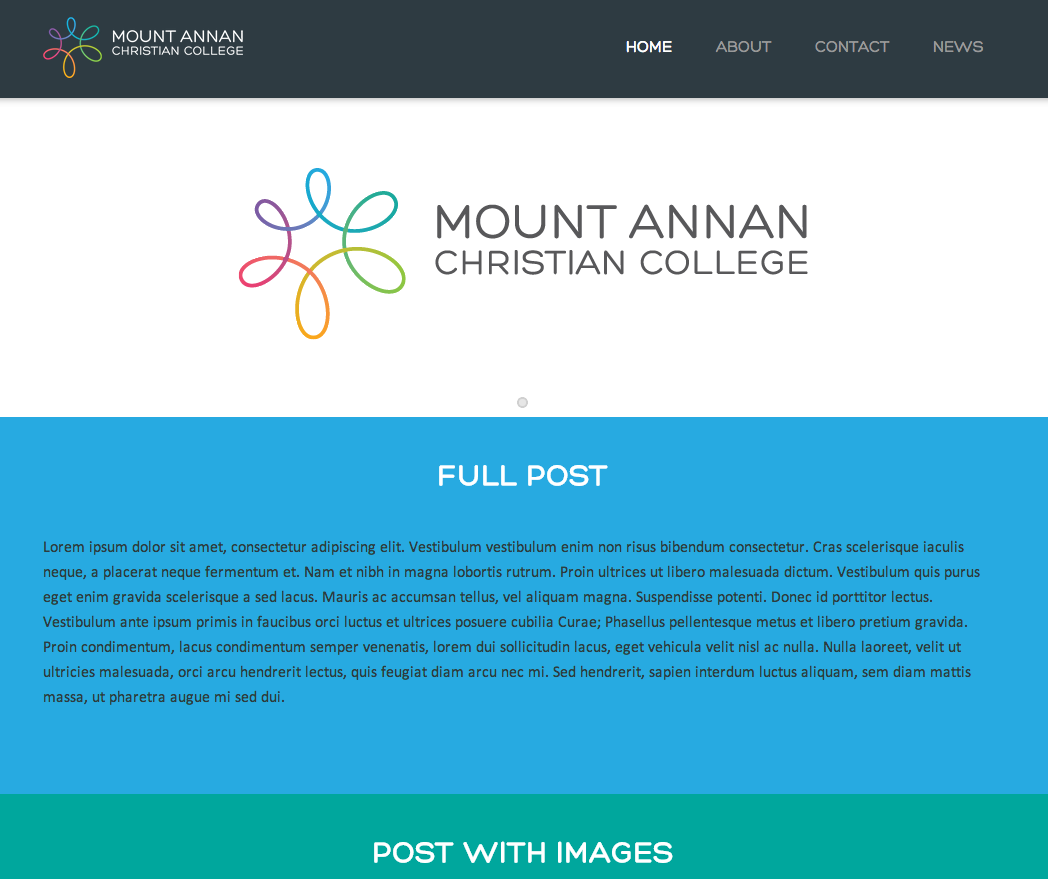 MOUNT ANNAN
CHRISTIAN COLLEGE
HOME ABOUT CONTACT NEWS
MOUNT ANNAN
CHRISTIAN COLLEGE
FULL POST
Lorem ipsum dolor sit amet, consectetur adipiscing elit. Vestibulum vestibulum enim non risus bibendum consectetur. Cras scelerisque iaculis
neque, a placerat neque fermentum et. Nam et nibh in magna lobortis rutrum. Proin ultrices ut libero malesuada dictum. Vestibulum quis purus
eget enim gravida scelerisque a sed lacus. Mauris ac accumsan tellus, vel aliquam magna. Suspendisse potenti. Donec id porttitor lectus.
Vestibulum ante ipsum primis in faucibus orci luctus et ultrices posuere cubilia Curae; Phasellus pellentesque metus et libero pretium gravida.
Proin condimentum, lacus condimentum semper venenatis, lorem dui sollicitudin lacus, eget vehicula velit nisl ac nulla. Nulla laoreet, velit ut
ultricies malesuada, orci arcu hendrerit lectus, quis feugiat diam arcu nec mi. Sed hendrerit, sapien interdum luctus aliquam, sem diam mattis
massa, ut pharetra augue mi sed dui.
POST WITH IMAGES